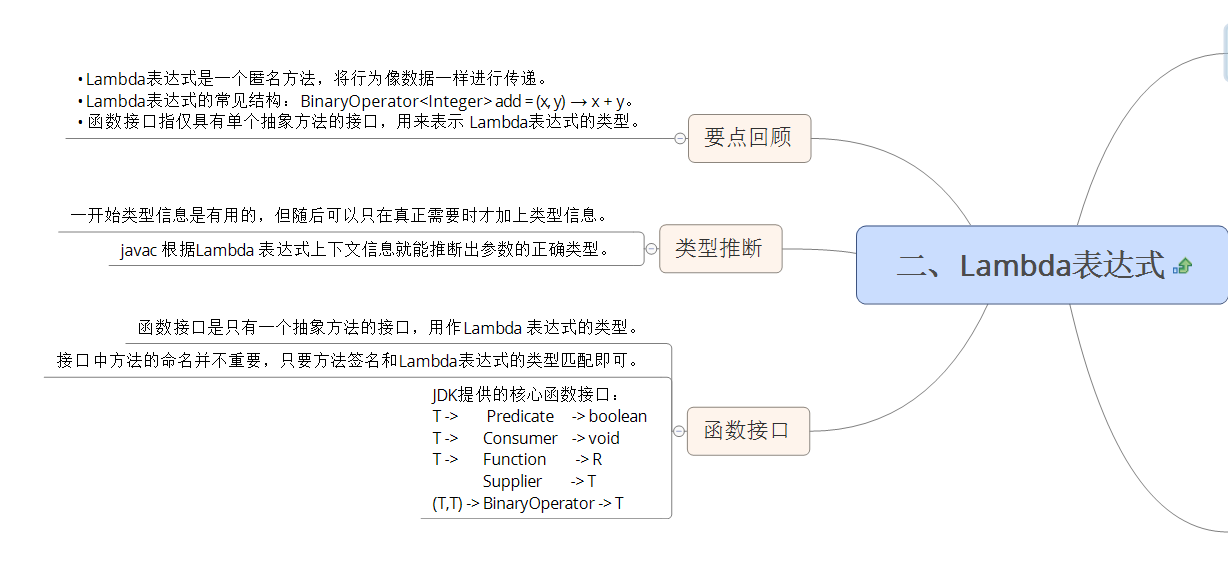 • Lambda表达式是一个匿名方法，将行为像数据一样进行传递。
• Lambda表达式的常见结构：BinaryOperator<Integer> add = (x, y) → x + y。
• 函数接口指仅具有单个抽象方法的接口，用来表示 Lambda表达式的类型。
要点回顾
一开始类型信息是有用的，但随后可以只在真正需要时才加上类型信息。
javac 根据Lambda 表达式上下文信息就能推断出参数的正确类型。
类型推断
二、Lambda表达式
函数接口是只有一个抽象方法的接口，用作Lambda 表达式的类型。
接口中方法的命名并不重要，只要方法签名和Lambda表达式的类型匹配即可。
JDK提供的核心函数接口：
T -> Predicate -> boolean
T -> Consumer -> void
T -> Function -> R
Supplier -> T
(T,T) -> BinaryOperator -> T
函数接口